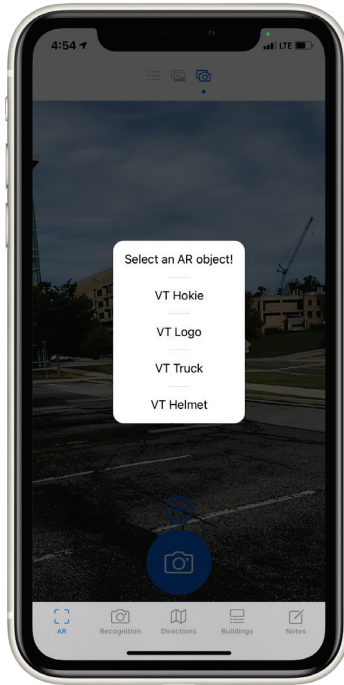 4:54
LTE
Select an AR object!
VT Hokie
VT Logo
VT Truck
VT Helmet
AR
Recognition
Directions
Buildings
Notes